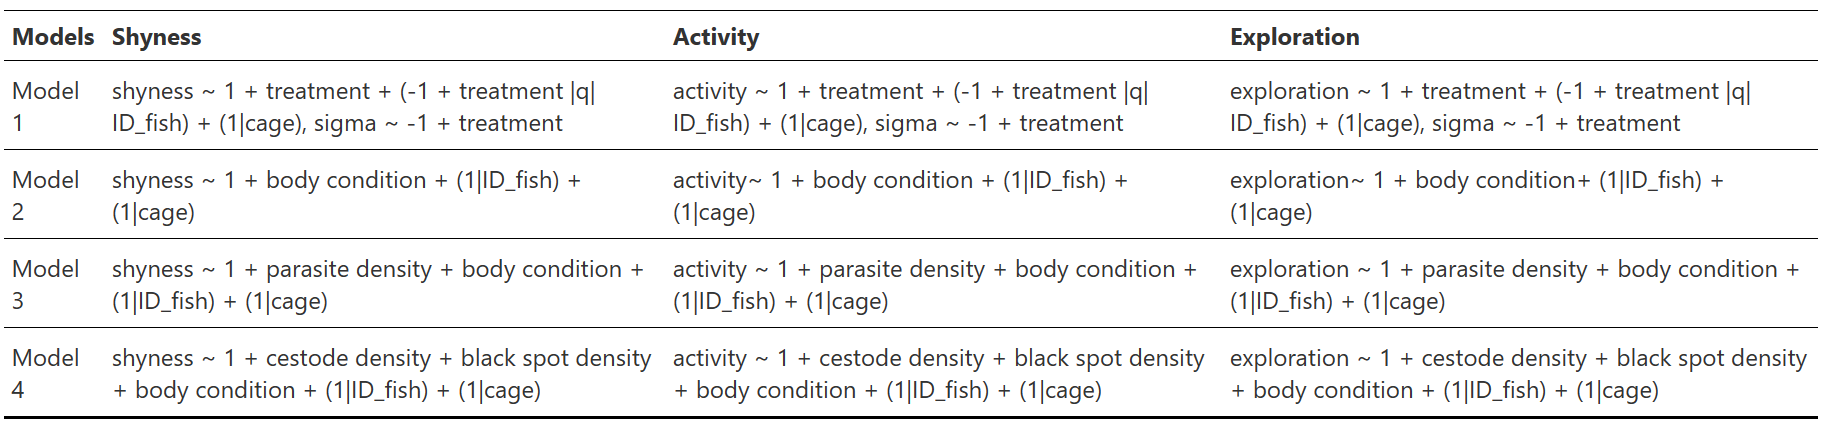 Models Shyness Activity Exploration
Model shyness ~ 1 + treatment + (-1 + treatment |q| activity ~ 1 + treatment + (-1 + treatment |q| exploration ~ 1 + treatment + (-1 + treatment |q|
1 ID_fish) + (1|cage), sigma ~ -1 + treatment ID_fish) + (1|cage), sigma ~ -1 + treatment ID_fish) + (1|cage), sigma ~ -1 + treatment
Model shyness ~ 1 + body condition + (1|ID_fish) + activity~ 1 + body condition + (1|ID_fish) + exploration~ 1 + body condition+ (1|ID_fish) +
2 (1|cage) (1|cage) (1|cage)
Model shyness ~ 1 + parasite density + body condition + activity ~ 1 + parasite density + body condition + exploration ~ 1 + parasite density + body condition +
3 (1|ID_fish) + (1|cage) (1|ID_fish) + (1|cage) (1|ID_fish) + (1|cage)
Model shyness ~ 1 + cestode density + black spot density activity ~ 1 + cestode density + black spot density exploration ~ 1 + cestode density + black spot density
4 + body condition + (1|ID_fish) + (1|cage) + body condition + (1|ID_fish) + (1|cage) + body condition + (1|ID_fish) + (1|cage)